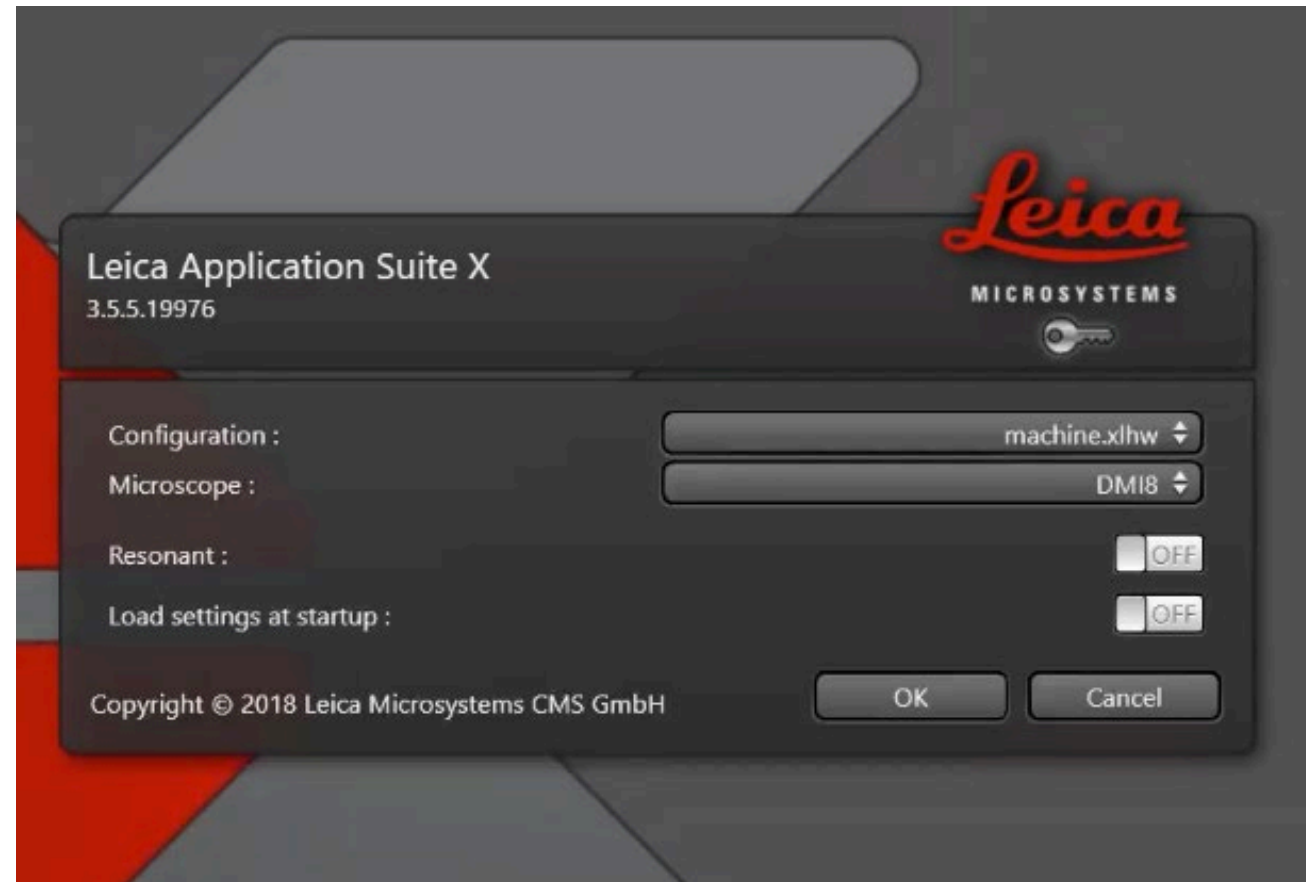 Leica
MICROSYSTEMS
Leica Application Suite X
3.5.5.19976
Configuration : machine.xlhw
Microscope : DMI8
Resonant : OFF
Load settings at startup : OFF
Copyright © 2018 Leica Microsystems CMS GmbH
OK Cancel